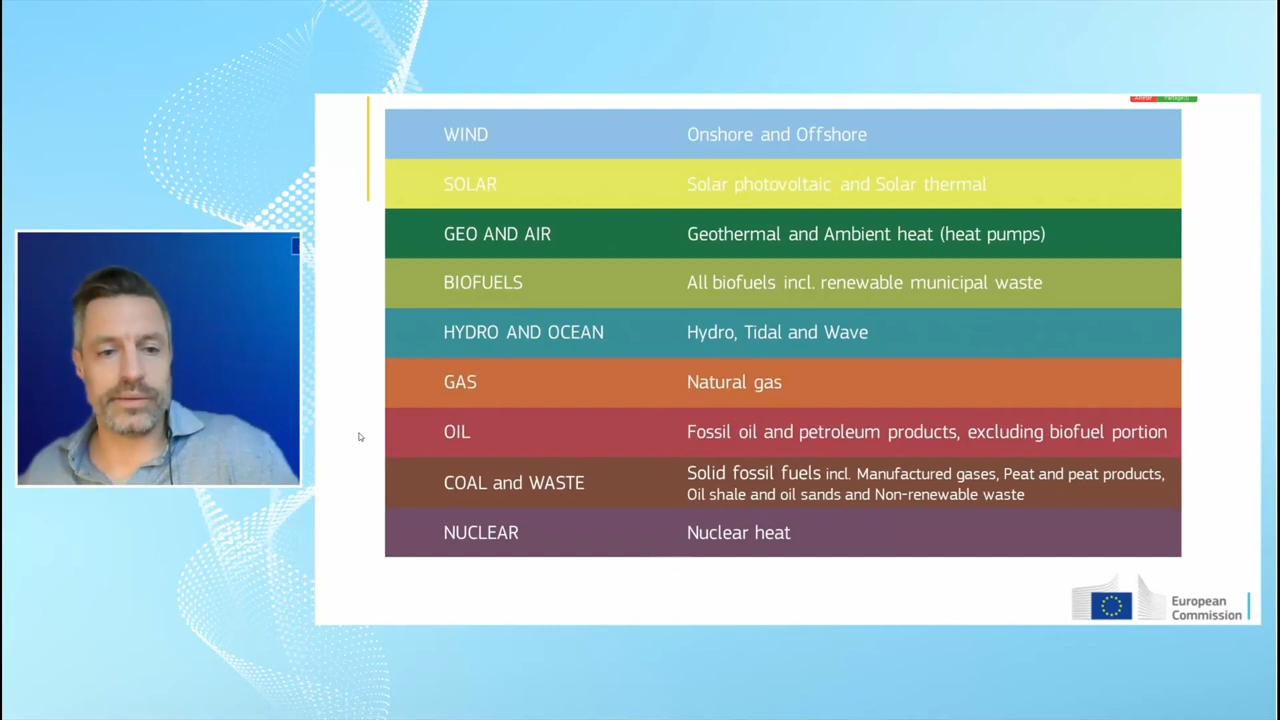 WIND Onshore and Offshore
SOLAR Solar photovoltaic and Solar thermal
GEO AND AIR Geothermal and Ambient heat (heat pumps)
BIOFUELS All biofuels incl. renewable municipal waste
HYDRO AND OCEAN Hydro, Tidal and Wave
GAS Natural gas
OIL Fossil oil and petroleum products, excluding biofuel portion
COAL and WASTE Solid fossil fuels incl. Manufactured gases, Peat and peat products,
Oil shale and oil sands and Non-renewable waste
NUCLEAR Nuclear heat
European
Commission